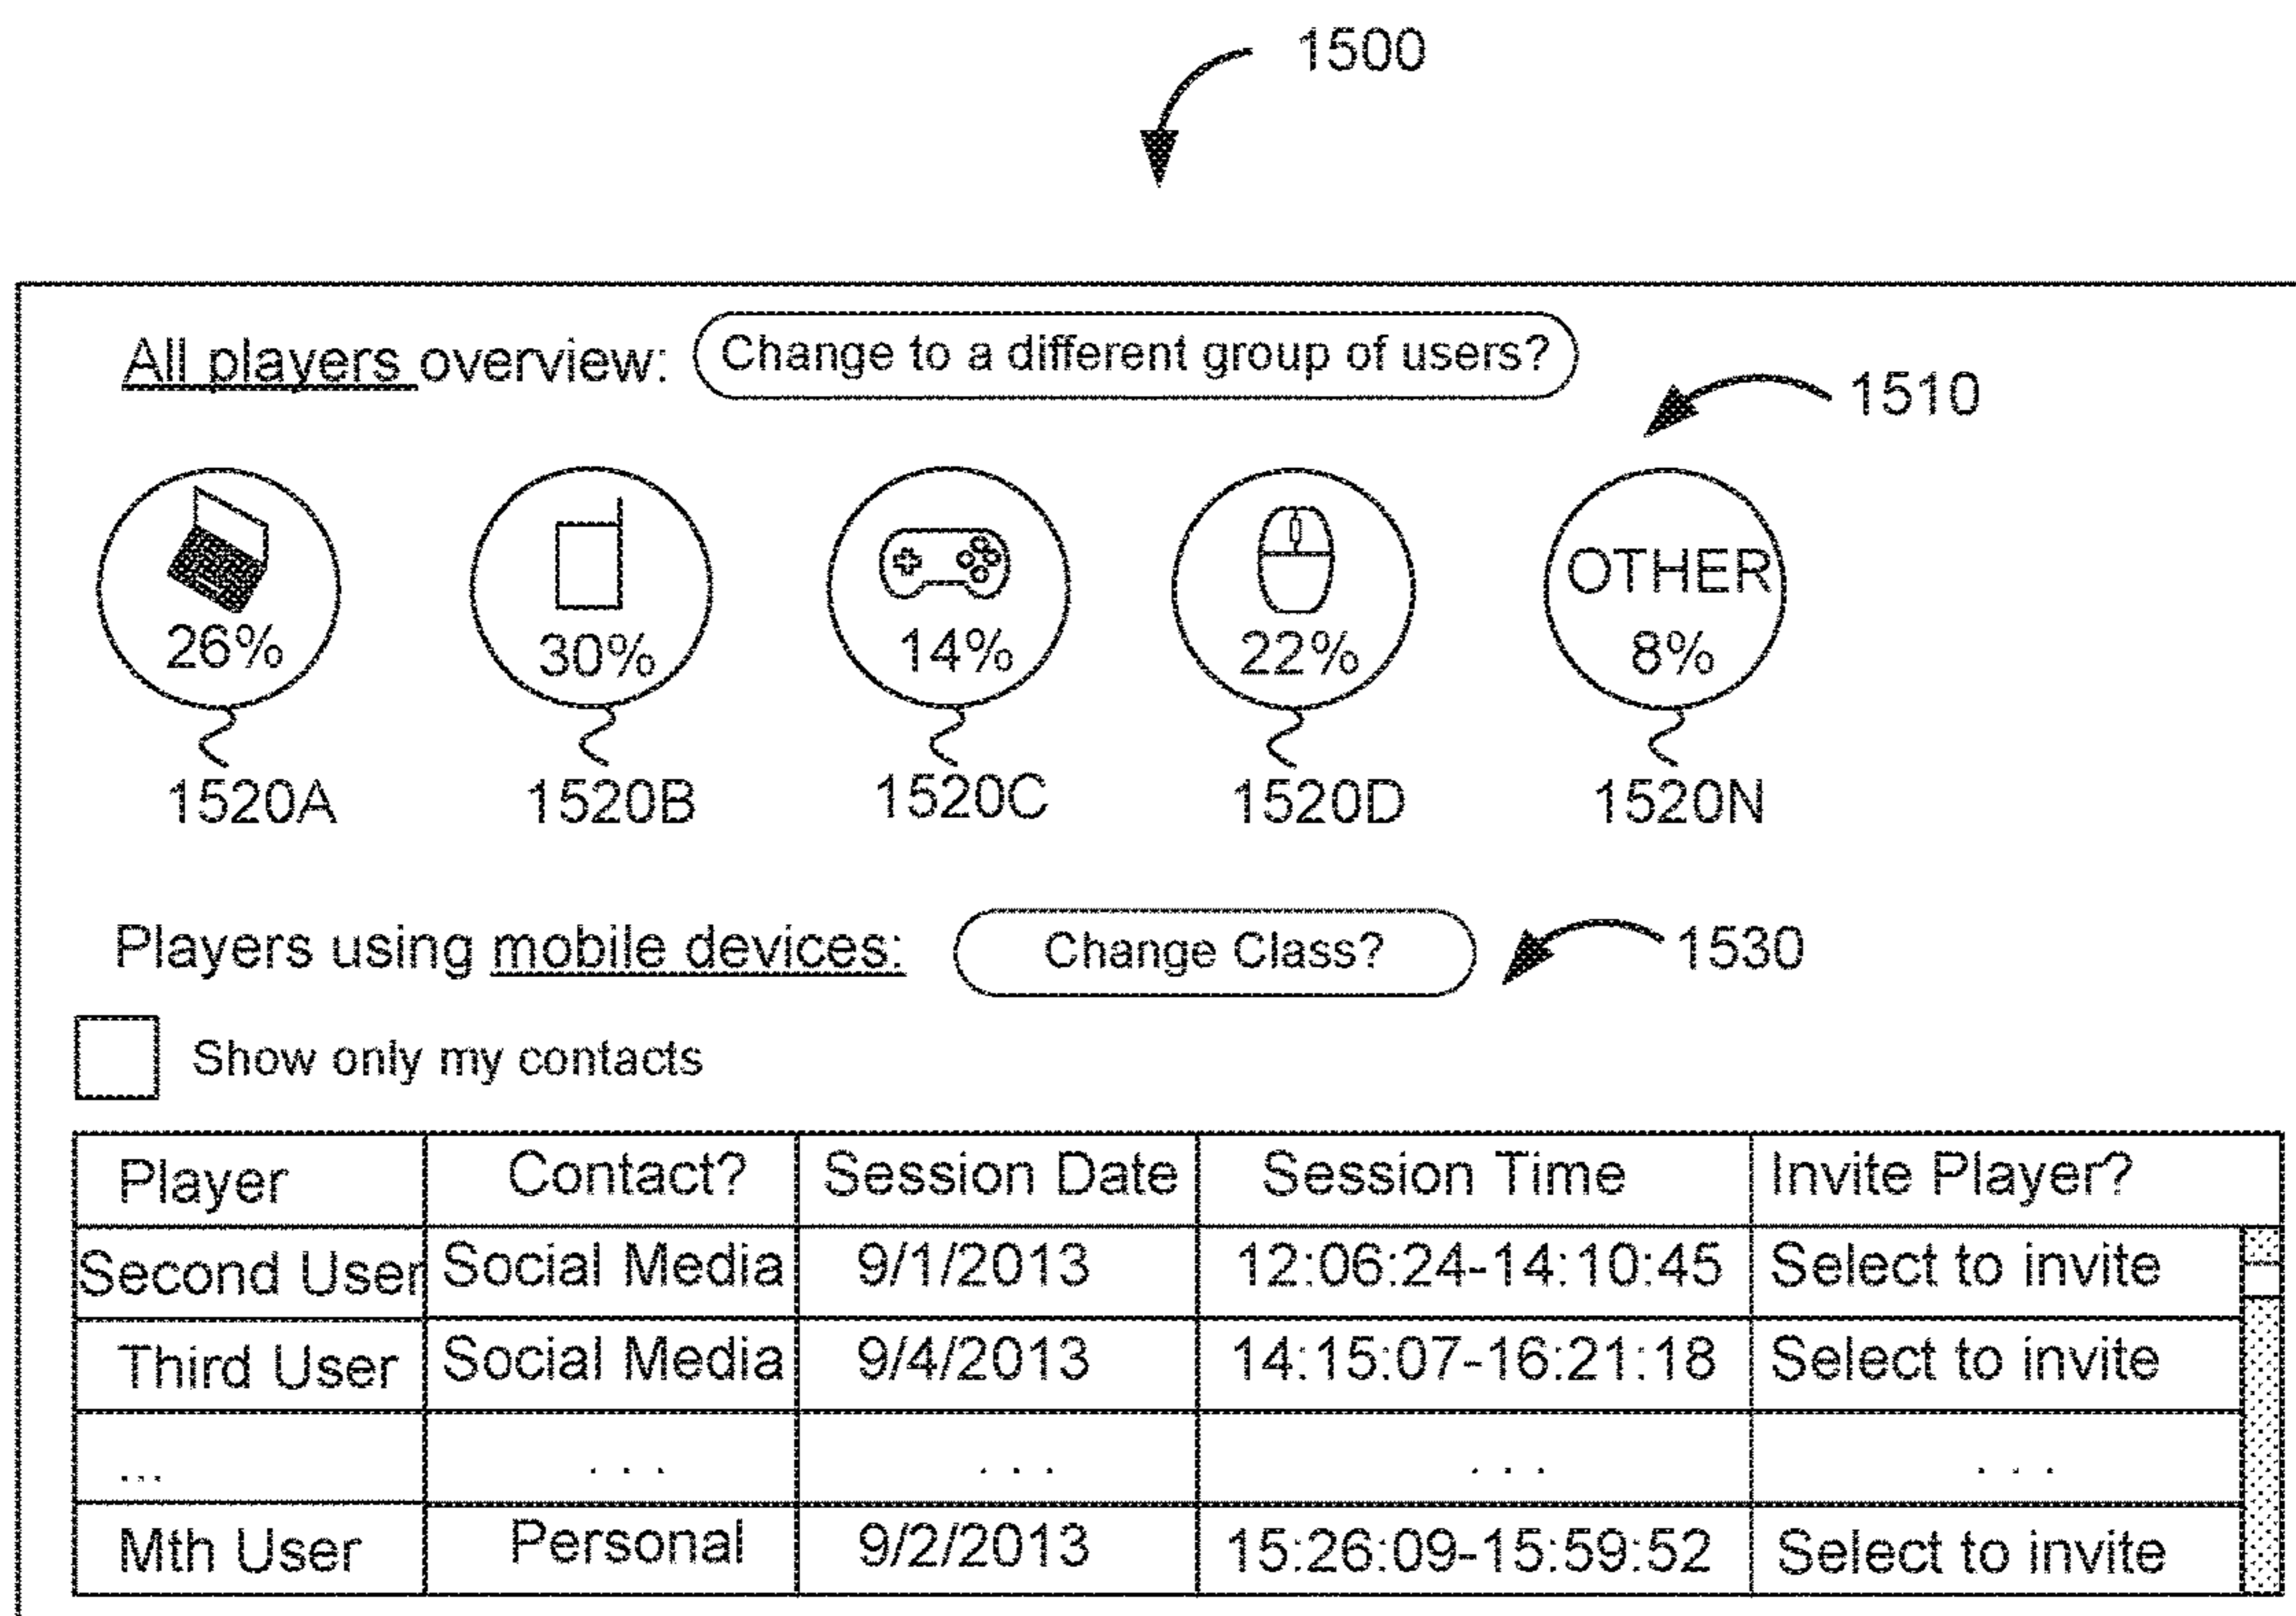 1500
All players overview: Change to a different group of users?
1510
OTHER
26% 30% 14% 22% 8%
1520A 1520B 1520C 1520D 1520N
Players using mobile devices: Change Class?
1530
Show only my contacts
Player Contact? Session Date Session Time Invite Player?
Second User Social Media 9/1/2013 12:06:24-14:10:45 Select to invite
Third User Social Media 9/4/2013 14:15:07-16:21:18 Select to invite
... . . . . . . . . . . . .
Mth User Personal 9/2/2013 15:26:09-15:59:52 Select to invite